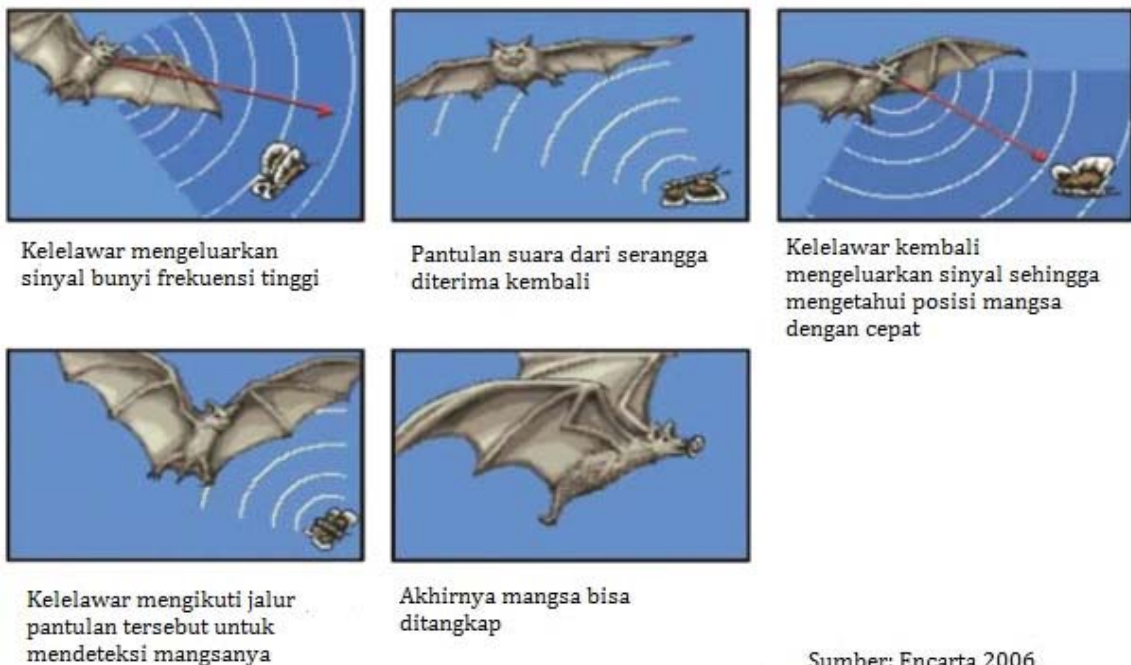 Kelelawar mengeluarkan
sinyal bunyi frekuensi tinggi
Pantulan suara dari serangga
diterima kembali
Kelelawar kembali
mengeluarkan sinyal sehingga
mengetahui posisi mangsa
dengan cepat
Kelelawar mengikuti jalur
pantulan tersebut untuk
mendeteksi mangsanya
Akhirnya mangsa bisa
ditangkap
Sumber: Encarta 2006